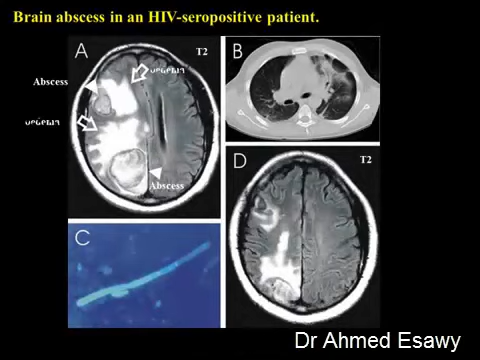 Brain abscess in an HIV-seropositive patient.
A
T2
B
Abscess
Abscess
C
D
T2
Dr Ahmed Esawy